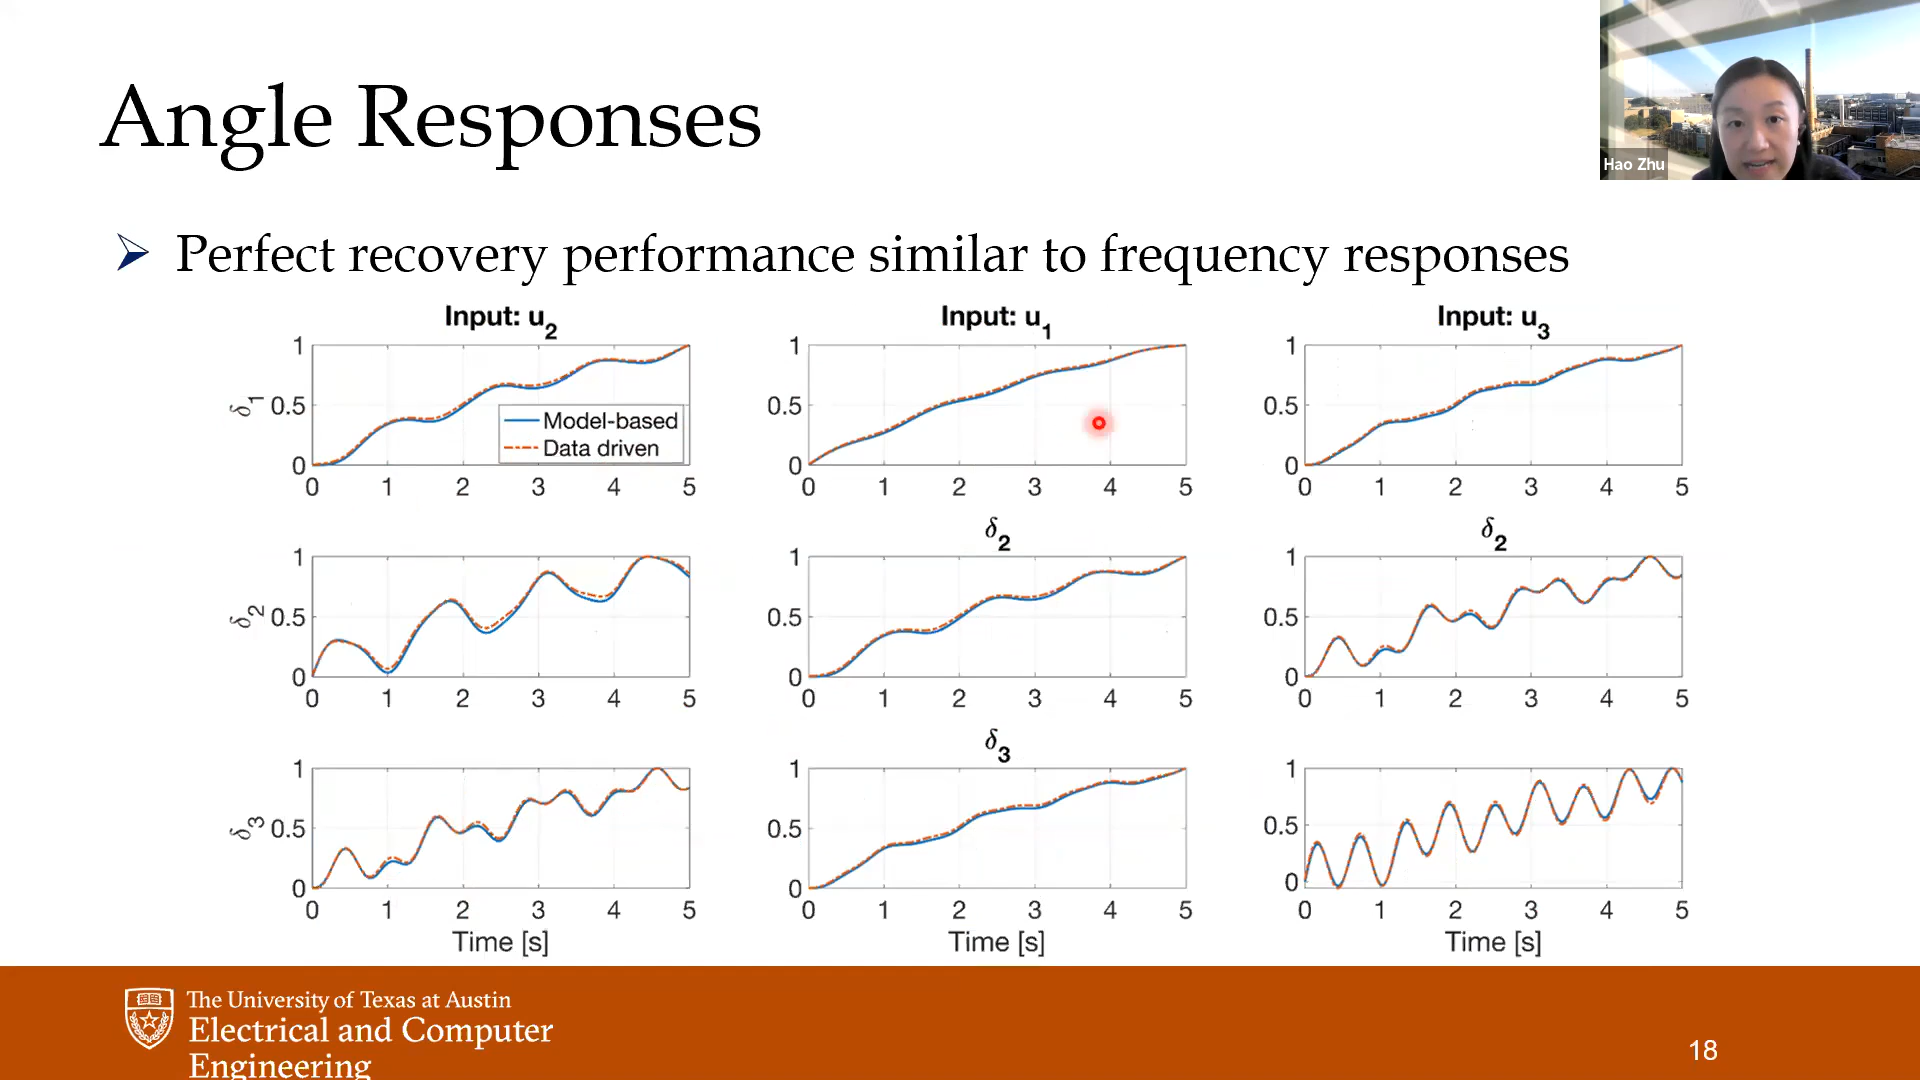 Angle Responses
Hao Zhu
➢ Perfect recovery performance similar to frequency responses
Input: u2
Input: u1
Input: u3
δ1
1
0.5
0
0 1 2 3 4 5
Model-based
Data driven
1
0.5
0
0 1 2 3 4 5
1
0.5
0
0 1 2 3 4 5
δ2
δ2
δ2
1
0.5
0
0 1 2 3 4 5
1
0.5
0
0 1 2 3 4 5
1
0.5
0
0 1 2 3 4 5
δ3
δ3
1
0.5
0
0 1 2 3 4 5
Time [s]
1
0.5
0
0 1 2 3 4 5
Time [s]
1
0.5
0
0 1 2 3 4 5
Time [s]
The University of Texas at Austin
Electrical and Computer
Engineering
18